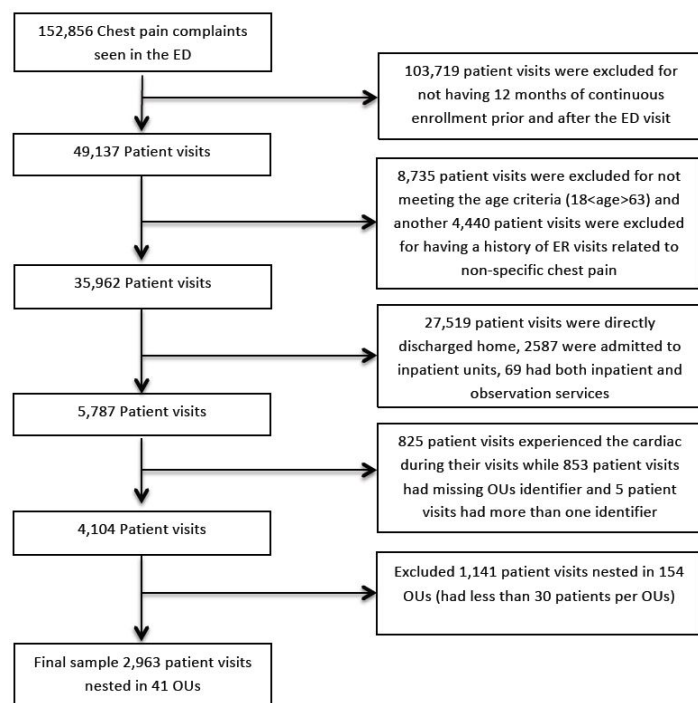 152,856 Chest pain complaints
seen in the ED
103,719 patient visits were excluded for
not having 12 months of continuous
enrollment prior and after the ED visit
49,137 Patient visits
8,735 patient visits were excluded for not
meeting the age criteria (18<age>63) and
another 4,440 patient visits were excluded
for having a history of ER visits related to
non-specific chest pain
35,962 Patient visits
27,519 patient visits were directly
discharged home, 2587 were admitted to
inpatient units, 69 had both inpatient and
observation services
5,787 Patient visits
825 patient visits experienced the cardiac
during their visits while 853 patient visits
had missing OUs identifier and 5 patient
visits had more than one identifier
4,104 Patient visits
Excluded 1,141 patient visits nested in 154
OUs (had less than 30 patients per OUs)
Final sample 2,963 patient visits
nested in 41 OUs